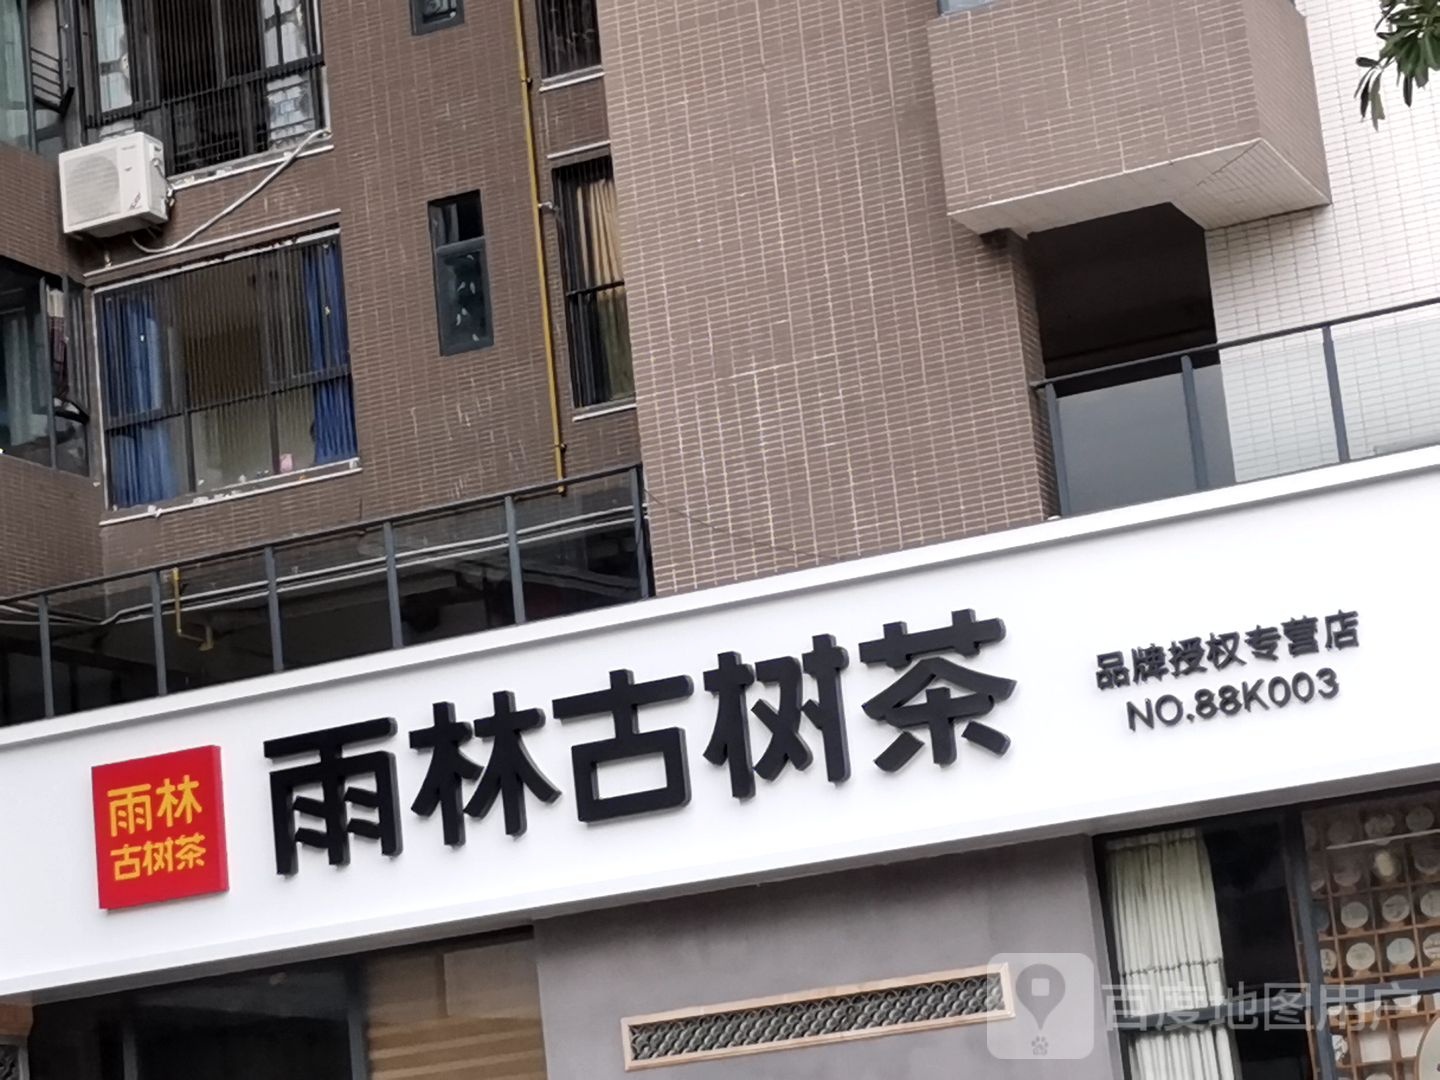 雨林古树茶
雨林
古树茶
品牌授权专营店
NO.88K003
百度地图用户